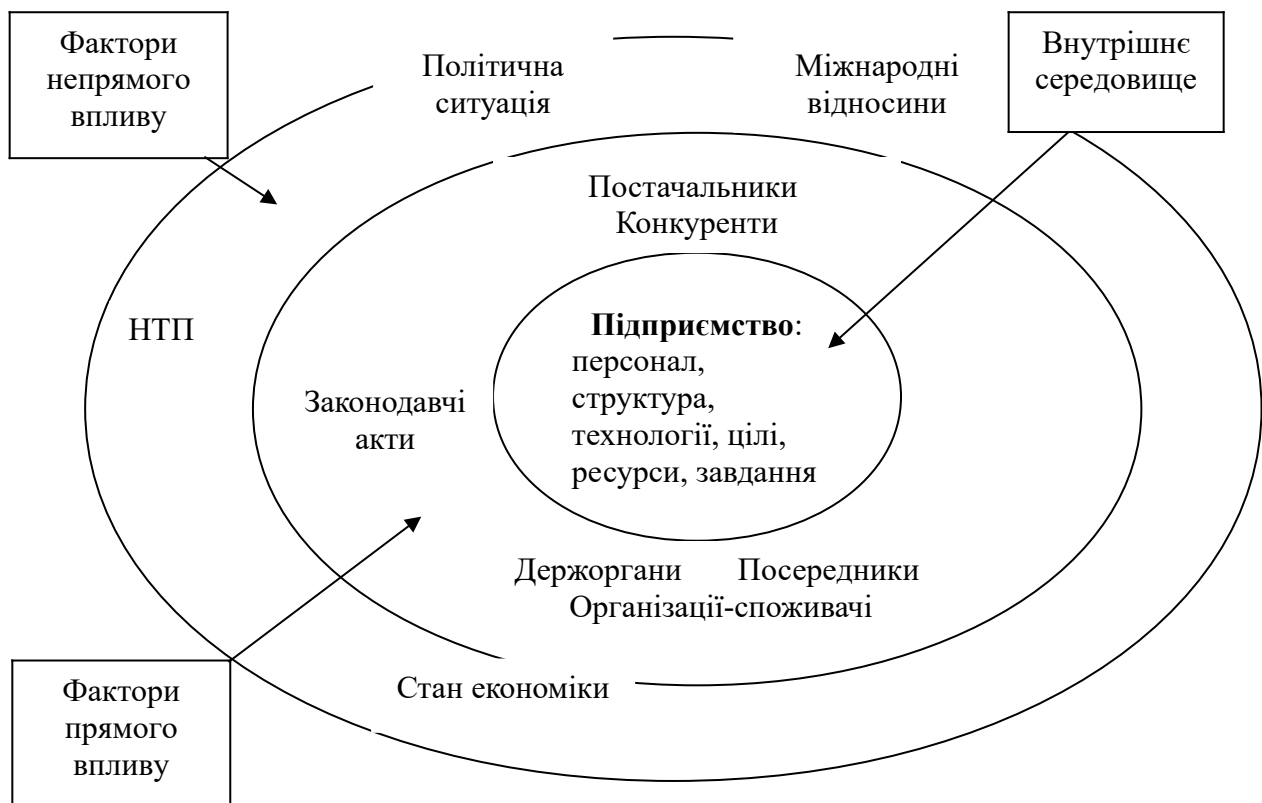 Фактори
непрямого
впливу
Політична
ситуація
Міжнародні
відносини
Внутрішнє
середовище
Постачальники
Конкуренти
НТП
Підприємство:
персонал,
структура,
технології, цілі,
ресурси, завдання
Законодавчі
акти
Держоргани Посередники
Організації-споживачі
Стан економіки
Фактори
прямого
впливу